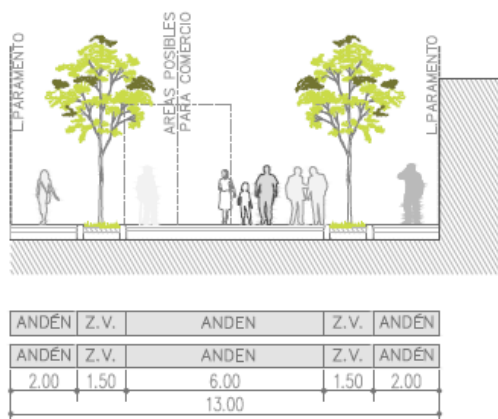 L.PARAMENTO
AREAS POSIBLES
PARA COMERCIO
L.PARAMENTO
ANDÉN Z.V. ANDEN Z.V. ANDÉN
ANDÉN Z.V. ANDEN Z.V. ANDÉN
2.00 1.50 6.00 1.50 2.00
13.00